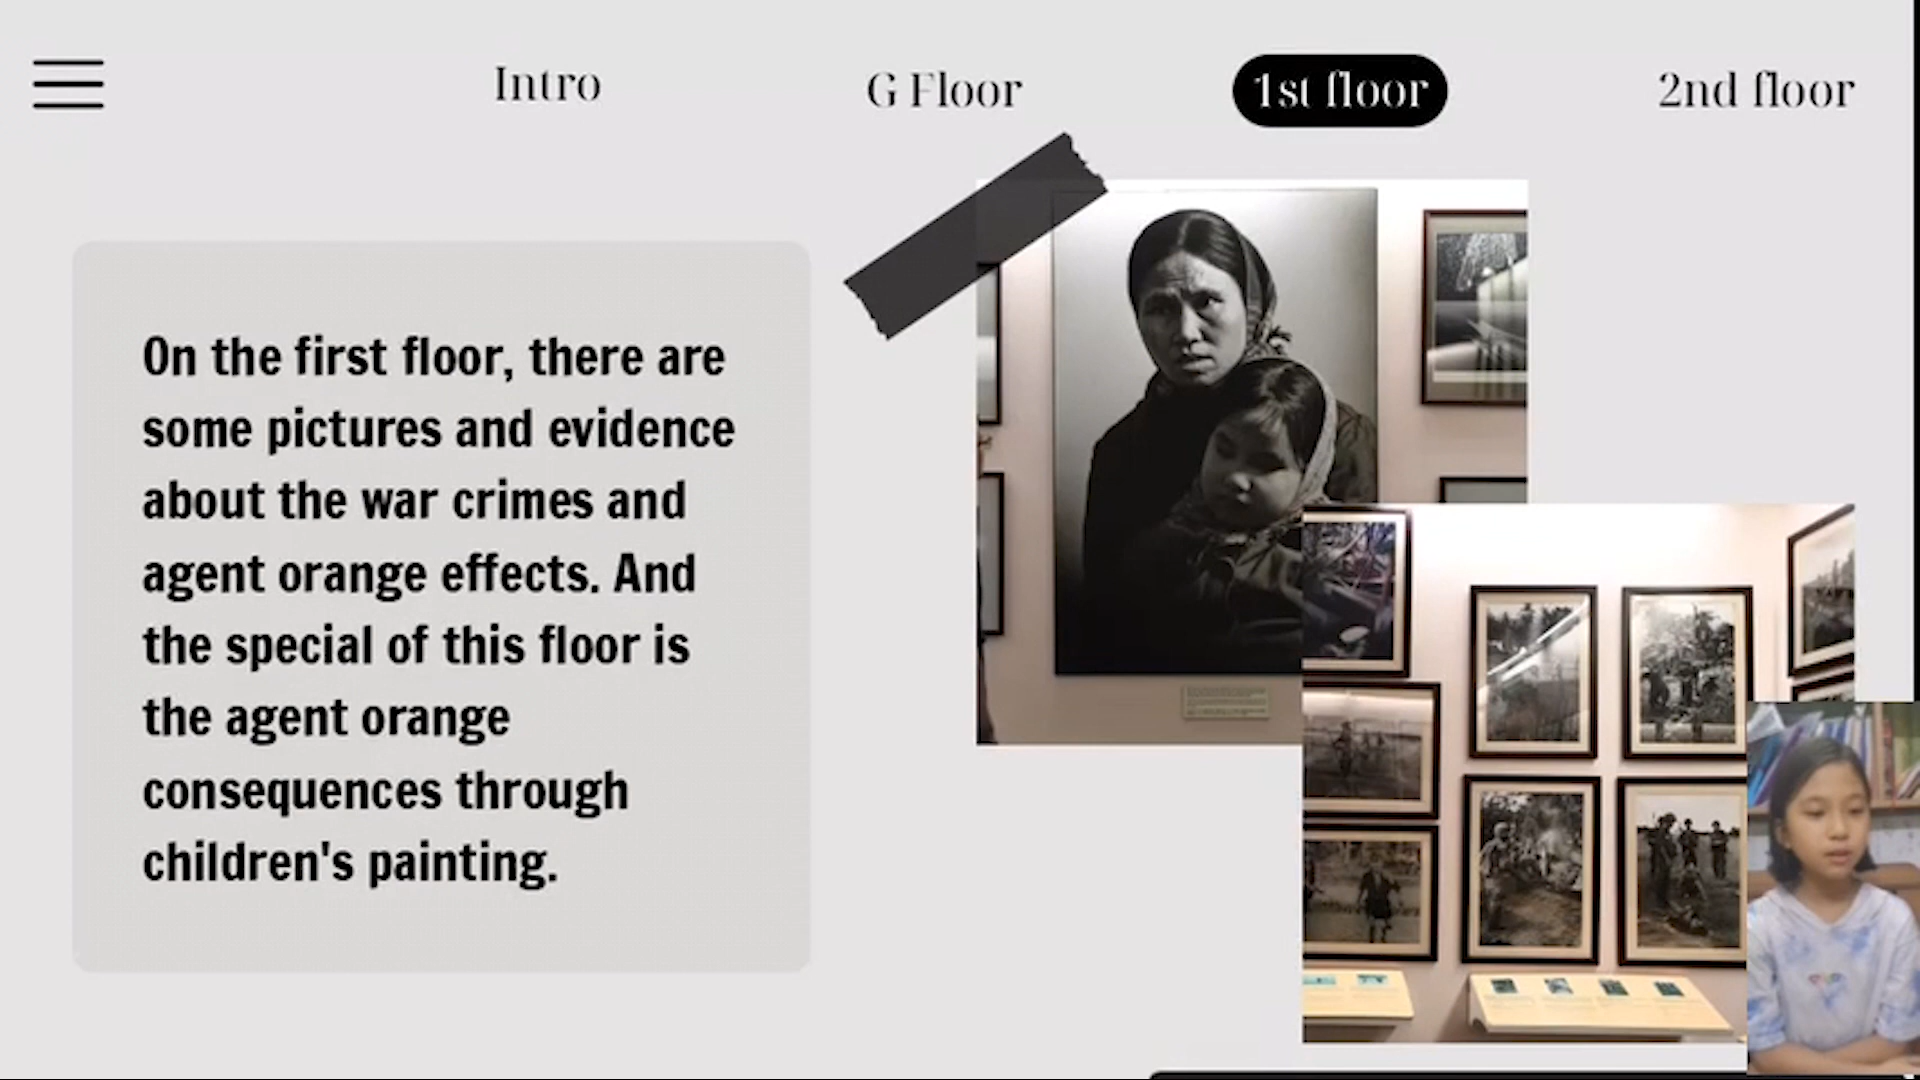 Intro
G Floor
1st floor
2nd floor
On the first floor, there are
some pictures and evidence
about the war crimes and
agent orange effects. And
the special of this floor is
the agent orange
consequences through
children's painting.